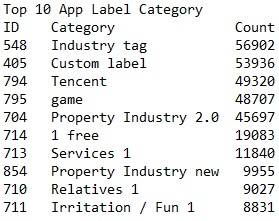 Top 10 App Label Category
ID Category Count
548 Industry tag 56902
405 Custom label 53936
794 Tencent 49320
795 game 48707
704 Property Industry 2.0 45697
714 1 free 19083
713 Services 1 11840
854 Property Industry new 9955
710 Relatives 1 9027
711 Irritation / Fun 1 8831